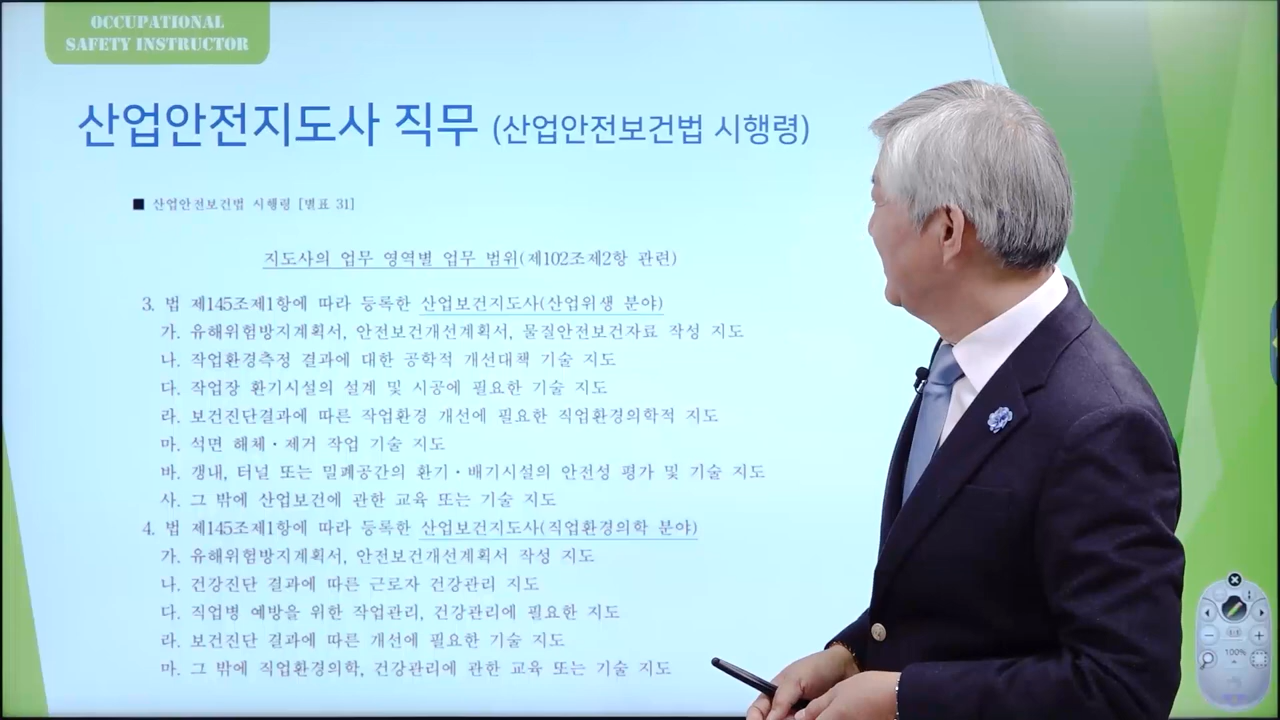 OCCUPATIONAL
SAFETY INSTRUCTOR
산업안전지도사 직무 (산업안전보건법 시행령)
■ 산업안전보건법 시행령 [별표 31]
지도사의 업무 영역별 업무 범위(제102조제2항 관련)
3. 법 제145조제1항에 따라 등록한 산업보건지도사(산업위생 분야)
가. 유해위험방지계획서, 안전보건개선계획서, 물질안전보건자료 작성 지도
나. 작업환경측정 결과에 대한 공학적 개선대책 기술 지도
다. 작업장 환기시설의 설계 및 시공에 필요한 기술 지도
라. 보건진단결과에 따른 작업환경 개선에 필요한 직업환경의학적 지도
마. 석면 해체·제거 작업 기술 지도
바. 갱내, 터널 또는 밀폐공간의 환기·배기시설의 안전성 평가 및 기술 지도
사. 그 밖에 산업보건에 관한 교육 또는 기술 지도
4. 법 제145조제1항에 따라 등록한 산업보건지도사(직업환경의학 분야)
가. 유해위험방지계획서, 안전보건개선계획서 작성 지도
나. 건강진단 결과에 따른 근로자 건강관리 지도
다. 직업병 예방을 위한 작업관리, 건강관리에 필요한 지도
라. 보건진단 결과에 따른 개선에 필요한 기술 지도
마. 그 밖에 직업환경의학, 건강관리에 관한 교육 또는 기술 지도
100%